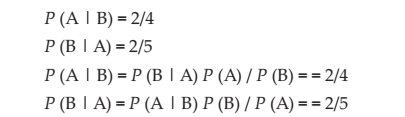 P (A | B) = 2/4
P (B | A) = 2/5
P (A | B) = P (B | A) P (A) / P (B) = = 2/4
P (B | A) = P (A | B) P (B) / P (A) = = 2/5